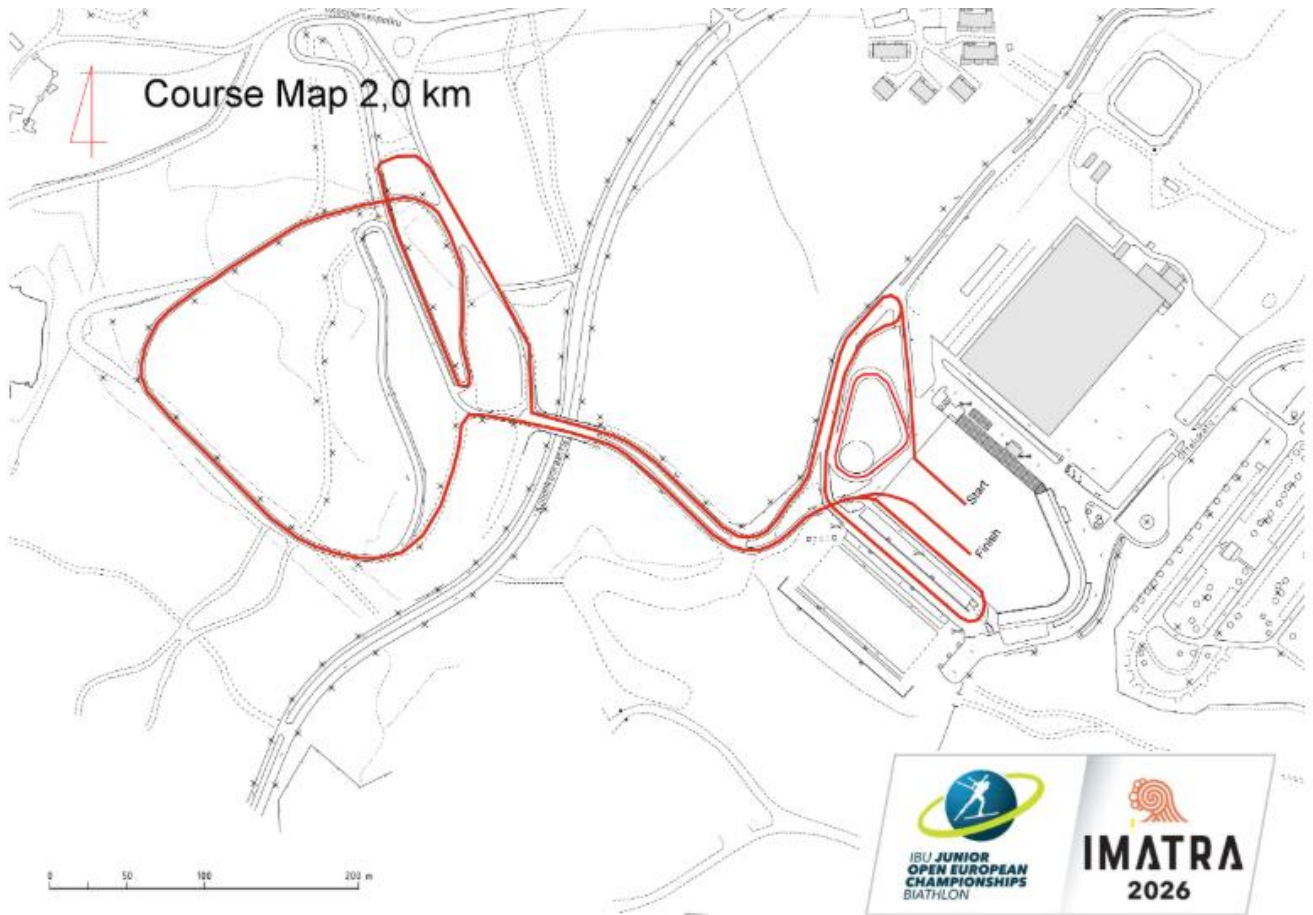 Course Map 2,0 km
Start
Finish
0 50 100 200 m
IBU JUNIOR
OPEN EUROPEAN
CHAMPIONSHIPS
BIATHLON
IMATRA
2026